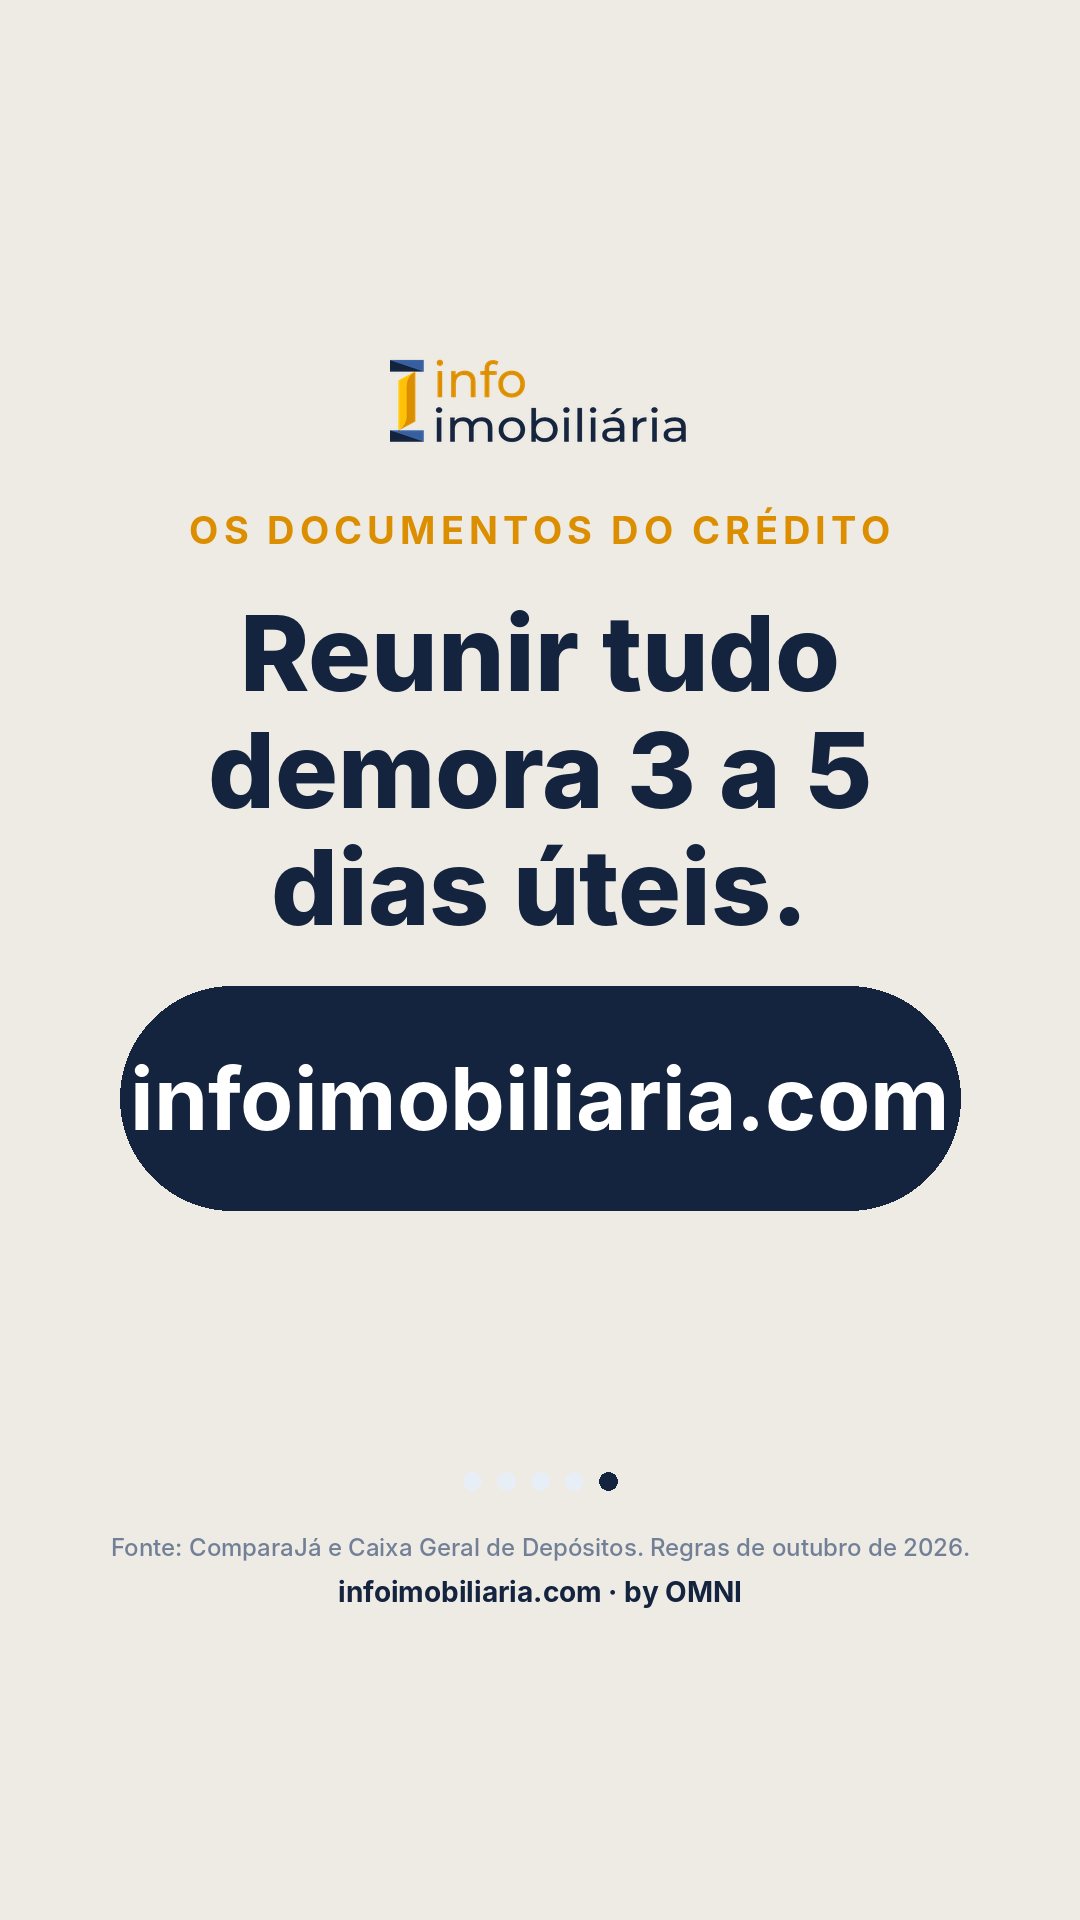 info
imobiliária
OS DOCUMENTOS DO CRÉDITO
Reunir tudo
demora 3 a 5
dias úteis.
infoimobiliaria.com
Fonte: ComparaJá e Caixa Geral de Depósitos. Regras de outubro de 2026.
infoimobiliaria.com · by OMNI